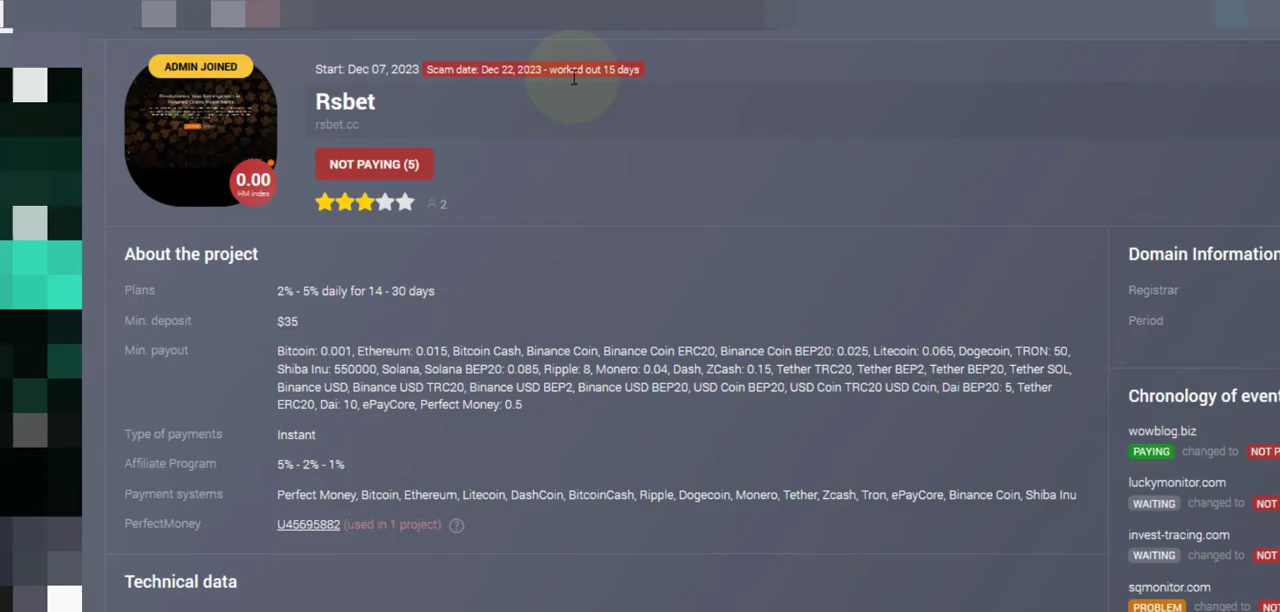 ADMIN JOINED
Start: Dec 07, 2023 Scam date: Dec 22, 2023 - worked out 15 days
Rsbet
rsbet.cc
0.00
HM index
NOT PAYING (5)
2
About the project
Plans 2% - 5% daily for 14 - 30 days
Min. deposit $35
Min. payout Bitcoin: 0.001, Ethereum: 0.015, Bitcoin Cash, Binance Coin, Binance Coin ERC20, Binance Coin BEP20: 0.025, Litecoin: 0.065, Dogecoin, TRON: 50,
Shiba Inu: 550000, Solana, Solana BEP20: 0.085, Ripple: 8, Monero: 0.04, Dash, ZCash: 0.15, Tether TRC20, Tether BEP2, Tether BEP20, Tether SOL,
Binance USD, Binance USD TRC20, Binance USD BEP2, Binance USD BEP20, USD Coin BEP20, USD Coin TRC20 USD Coin, Dai BEP20: 5, Tether
ERC20, Dai: 10, ePayCore, Perfect Money: 0.5
Type of payments Instant
Affiliate Program 5% - 2% - 1%
Payment systems Perfect Money, Bitcoin, Ethereum, Litecoin, DashCoin, BitcoinCash, Ripple, Dogecoin, Monero, Tether, Zcash, Tron, ePayCore, Binance Coin, Shiba Inu
PerfectMoney U45695882 (used in 1 project) ?
Technical data
Domain Information
Registrar
Period
Chronology of event
wowblog.biz
PAYING changed to NOT P
luckymonitor.com
WAITING changed to NOT
invest-tracing.com
WAITING changed to NOT
sqmonitor.com
PROBLEM changed to NOT